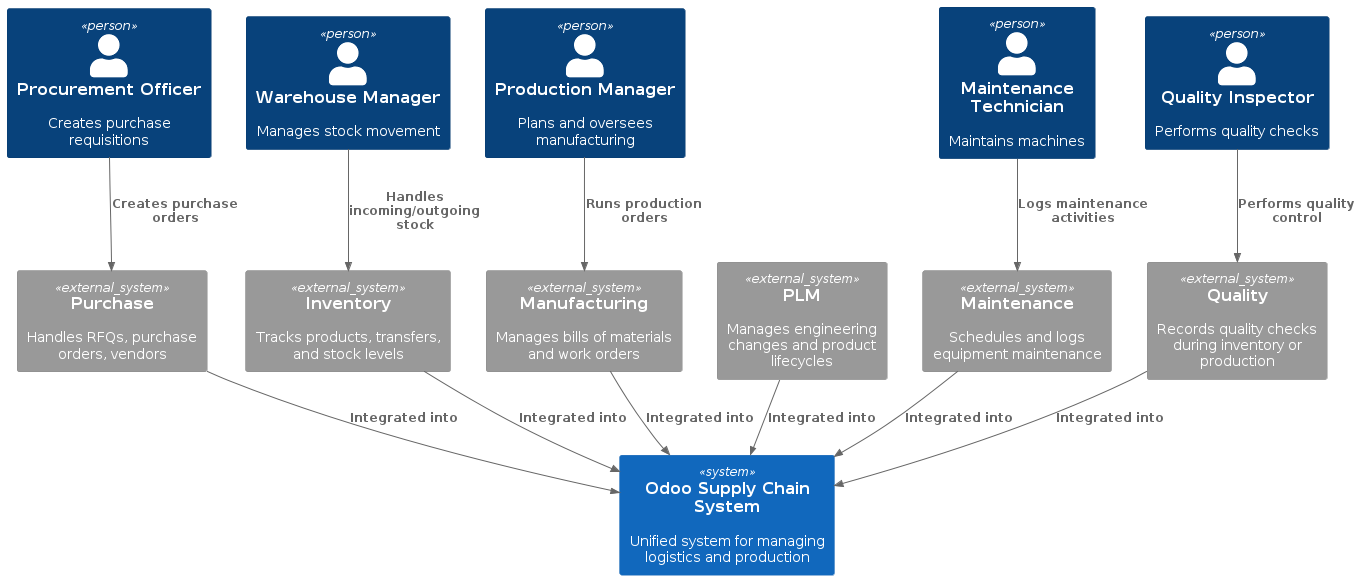 «person»
Procurement Officer
Creates purchase
requisitions
«person»
Warehouse Manager
Manages stock movement
«person»
Production Manager
Plans and oversees
manufacturing
«person»
Maintenance
Technician
Maintains machines
«person»
Quality Inspector
Performs quality checks
Creates purchase
orders
Handles
incoming/outgoing
stock
Runs production
orders
Logs maintenance
activities
Performs quality
control
«external_system»
Purchase
Handles RFQs, purchase
orders, vendors
«external_system»
Inventory
Tracks products, transfers,
and stock levels
«external_system»
Manufacturing
Manages bills of materials
and work orders
«external_system»
PLM
Manages engineering
changes and product
lifecycles
«external_system»
Maintenance
Schedules and logs
equipment maintenance
«external_system»
Quality
Records quality checks
during inventory or
production
Integrated into
Integrated into
Integrated into
Integrated into
Integrated into
Integrated into
«system»
Odoo Supply Chain
System
Unified system for managing
logistics and production